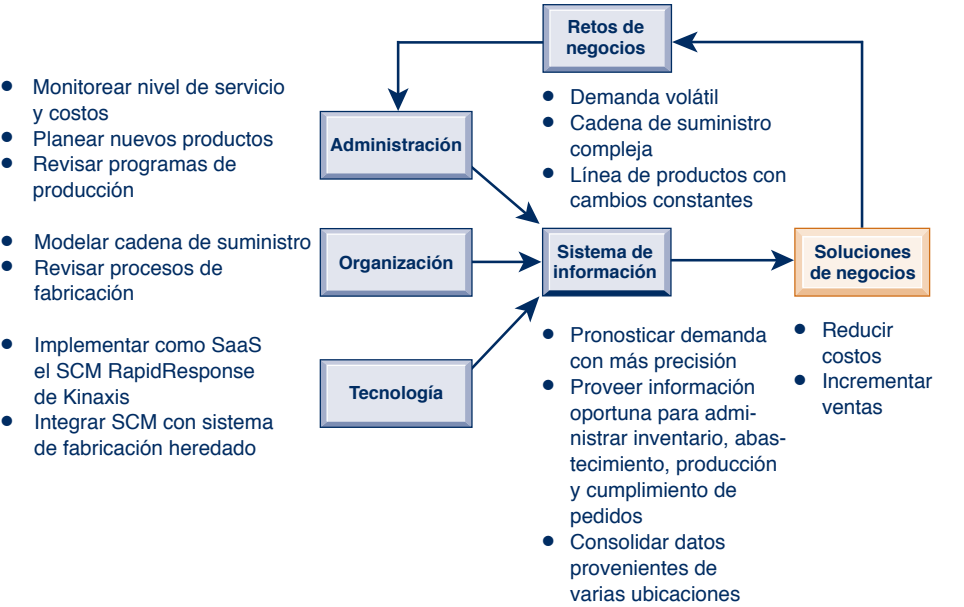 Retos de
negocios
● Demanda volátil
● Cadena de suministro
compleja
● Línea de productos con
cambios constantes
● Monitorear nivel de servicio
y costos
● Planear nuevos productos
● Revisar programas de
producción
Administración
● Modelar cadena de suministro
● Revisar procesos de
fabricación
Organización
● Implementar como SaaS
el SCM RapidResponse
de Kinaxis
● Integrar SCM con sistema
de fabricación heredado
Tecnología
Sistema de
información
● Pronosticar demanda
con más precisión
● Proveer información
oportuna para admi-
nistrar inventario, abas-
tecimiento, producción
y cumplimiento de
pedidos
● Consolidar datos
provenientes de
varias ubicaciones
Soluciones
de negocios
● Reducir
costos
● Incrementar
ventas